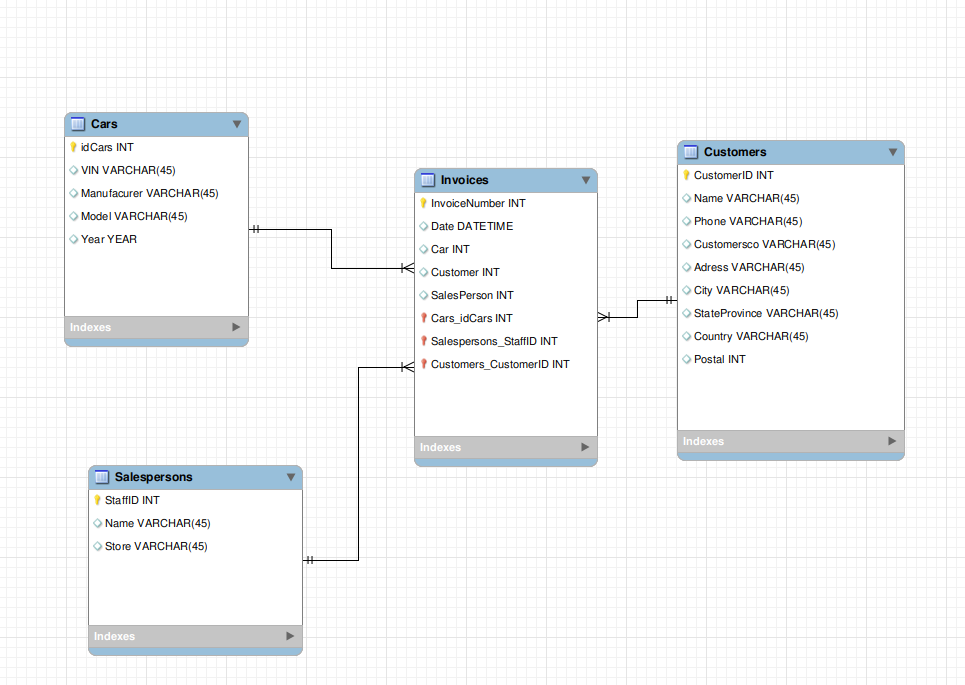 Cars
idCars INT
VIN VARCHAR(45)
Manufacurer VARCHAR(45)
Model VARCHAR(45)
Year YEAR
Indexes
Invoices
InvoiceNumber INT
Date DATETIME
Car INT
Customer INT
SalesPerson INT
Cars_idCars INT
Salespersons_StaffID INT
Customers_CustomerID INT
Indexes
Customers
CustomerID INT
Name VARCHAR(45)
Phone VARCHAR(45)
Customersco VARCHAR(45)
Adress VARCHAR(45)
City VARCHAR(45)
StateProvince VARCHAR(45)
Country VARCHAR(45)
Postal INT
Indexes
Salespersons
StaffID INT
Name VARCHAR(45)
Store VARCHAR(45)
Indexes